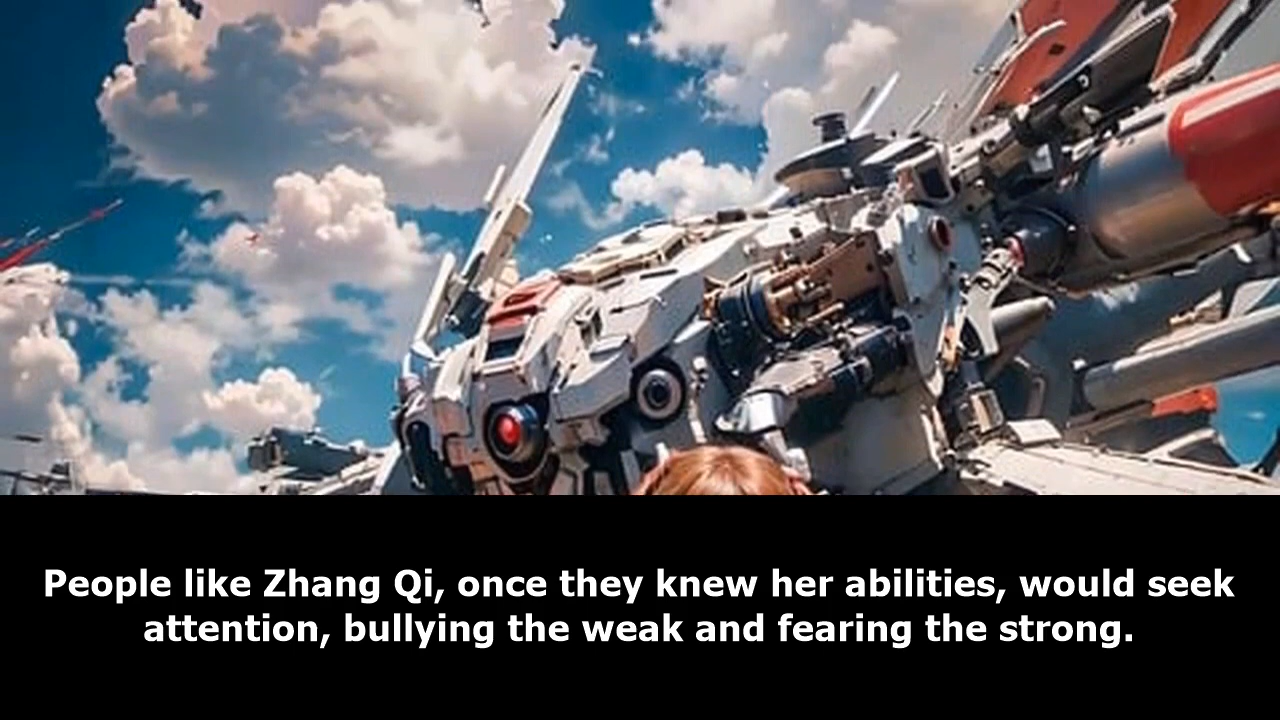 People like Zhang Qi, once they knew her abilities, would seek
attention, bullying the weak and fearing the strong.